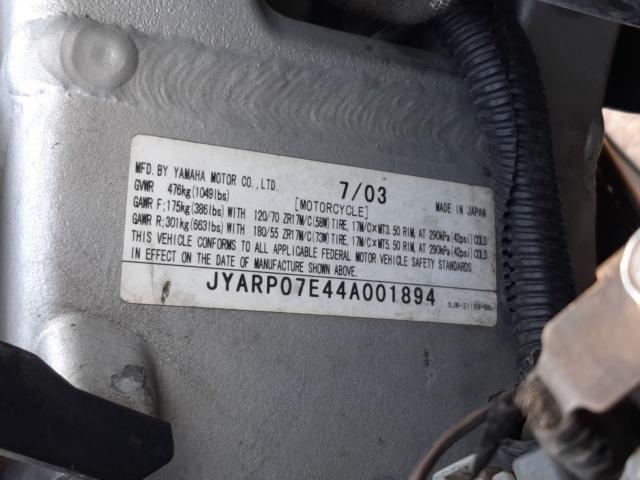 MFD. BY YAMAHA MOTOR CO., LTD. 7/03 MADE IN JAPAN
GVWR 476kg(1049lbs) [MOTORCYCLE]
GAWR F;175kg(386lbs)WITH 120/70 ZR17M/C(58W)TIRE, 17M/C×MT3.50 RIM, AT 290kPa(42psi)COLD
GAWR R;301kg(663lbs)WITH 180/55 ZR17M/C(73W)TIRE, 17M/C×MT5.50 RIM, AT 290kPa(42psi)COLD
THIS VEHICLE CONFORMS TO ALL APPLICABLE FEDERAL MOTOR VEHICLE SAFETY STANDARDS
IN EFFECT ON THE DATE OF MANUFACTURE SHOWN ABOVE.
JYARP07E44A001894